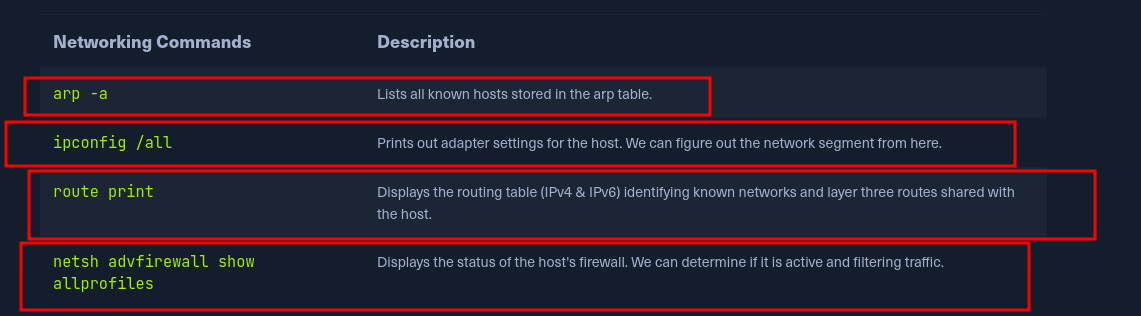 Networking Commands Description
arp -a Lists all known hosts stored in the arp table.
ipconfig /all Prints out adapter settings for the host. We can figure out the network segment from here.
route print Displays the routing table (IPv4 & IPv6) identifying known networks and layer three routes shared with
the host.
netsh advfirewall show Displays the status of the host's firewall. We can determine if it is active and filtering traffic.
allprofiles